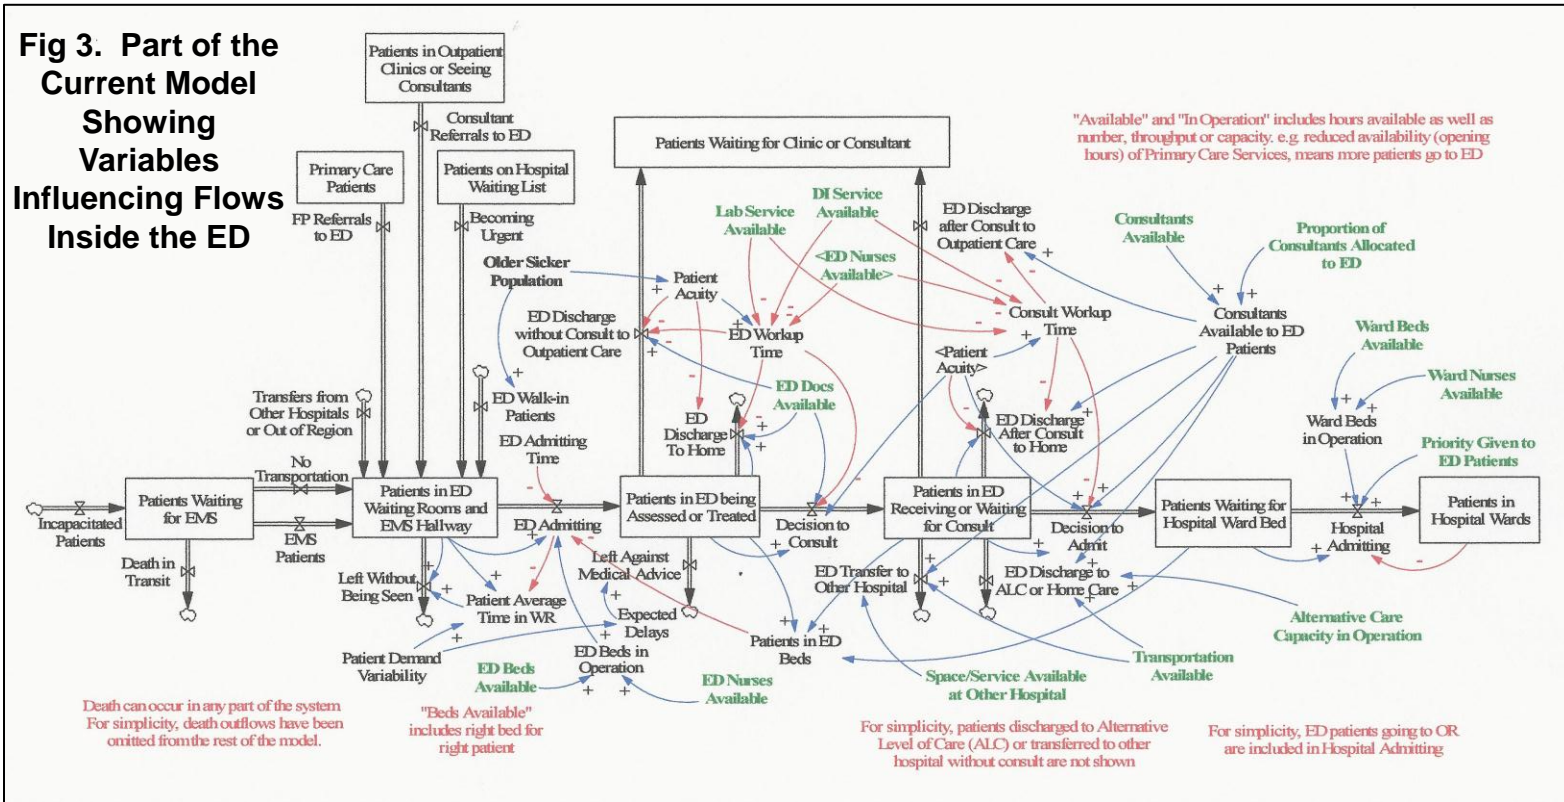 Fig 3. Part of the
Current Model
Showing
Variables
Influencing Flows
Inside the ED
Patients in Outpatient
Clinics or Seeing
Consultants
Consultant
Referrals to ED
Primary Care
Patients
Patients on Hospital
Waiting List
FP Referrals
to ED
Becoming
Urgent
Patients Waiting for Clinic or Consultant
"Available" and "In Operation" includes hours available as well as
number, throughput or capacity. e.g. reduced availability (opening
hours) of Primary Care Services, means more patients go to ED
Older Sicker
Population
Patient
Acuity
Lab Service
Available
DI Service
Available
<ED Nurses
Available>
ED Discharge
after Consult to
Outpatient Care
Consultants
Available
Proportion of
Consultants Allocated
to ED
ED Discharge
without Consult to
Outpatient Care
ED Workup
Time
Consult Workup
Time
Consultants
Available to ED
Patients
<Patient
Acuity>
Ward Beds
Available
Ward Nurses
Available
Ward Beds
in Operation
Priority Given to
ED Patients
Transfers from
Other Hospitals
or Out of Region
ED Walk-in
Patients
ED Docs
Available
ED
Discharge
To Home
ED Discharge
After Consult
to Home
ED Admitting
Time
No
Transportation
Patients Waiting
for EMS
Patients in ED
Waiting Rooms and
EMS Hallway
Patients in ED being
Assessed or Treated
Patients in ED
Receiving or Waiting
for Consult
Patients Waiting for
Hospital Ward Bed
Patients in
Hospital Wards
Incapacitated
Patients
EMS
Patients
ED Admitting
Decision to
Consult
Decision to
Admit
Hospital
Admitting
Death in
Transit
Left Without
Being Seen
Patient Average
Time in WR
Left Against
Medical Advice
Expected
Delays
ED Transfer to
Other Hospital
ED Discharge to
ALC or Home Care
Patient Demand
Variability
ED Beds in
Operation
Patients in ED
Beds
Alternative Care
Capacity in Operation
ED Beds
Available
ED Nurses
Available
Space/Service Available
at Other Hospital
Transportation
Available
Death can occur in any part of the system
For simplicity, death outflows have been
omitted from the rest of the model.
"Beds Available"
includes right bed for
right patient
For simplicity, patients discharged to Alternative
Level of Care (ALC) or transferred to other
hospital without consult are not shown
For simplicity, ED patients going to OR
are included in Hospital Admitting